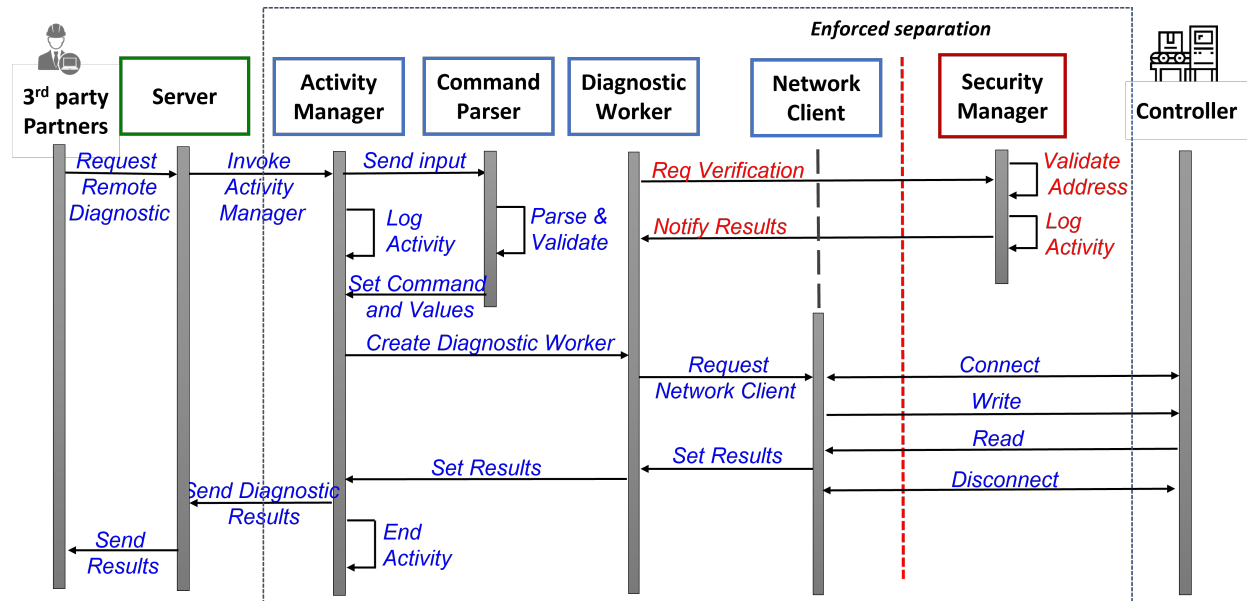 Enforced separation
3rd party
Partners
Server
Activity
Manager
Command
Parser
Diagnostic
Worker
Network
Client
Security
Manager
Controller
Request
Remote
Diagnostic
Invoke
Activity
Manager
Send input
Req Verification
Validate
Address
Log
Activity
Parse &
Validate
Notify Results
Log
Activity
Set Command
and Values
Create Diagnostic Worker
Request
Network Client
Connect
Write
Read
Set Results
Set Results
Disconnect
Send Diagnostic
Results
End
Activity
Send
Results